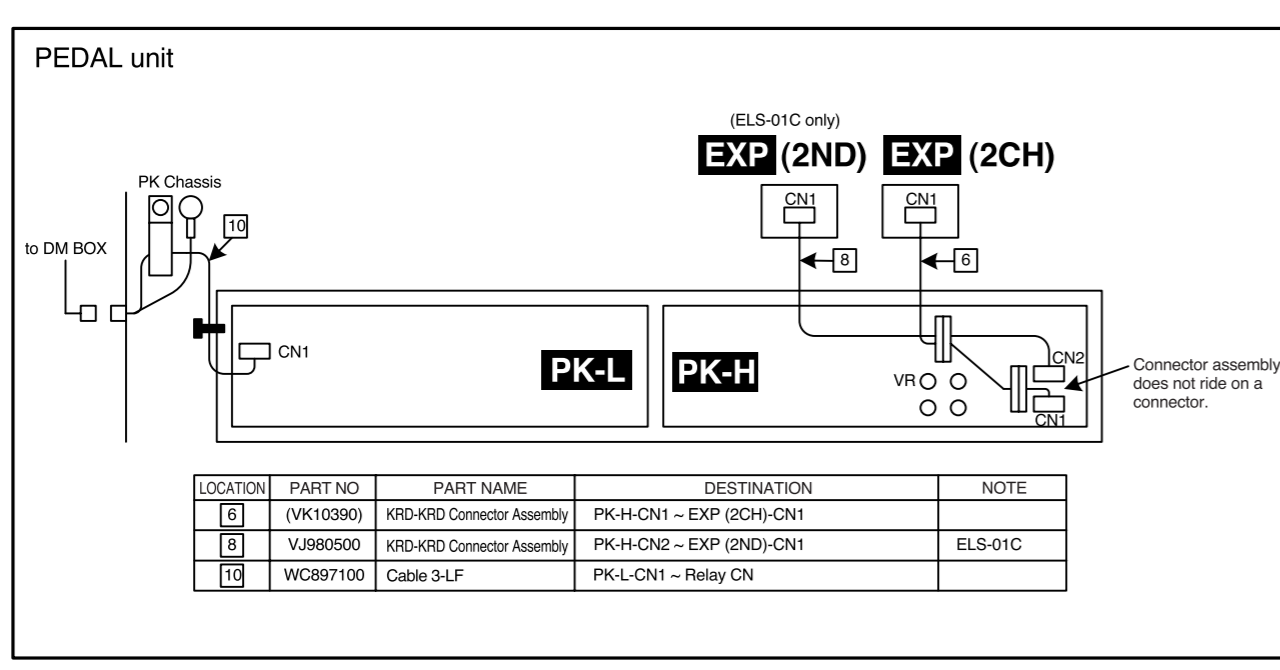 PEDAL unit
(ELS-01C only)
EXP (2ND) EXP (2CH)
PK Chassis
CN1 CN1
10
to DM BOX
8 6
CN1
PK-L PK-H
VR
CN2
CN1
Connector assembly
does not ride on a
connector.
LOCATION PART NO PART NAME DESTINATION NOTE
6 (VK10390) KRD-KRD Connector Assembly PK-H-CN1 ~ EXP (2CH)-CN1
8 VJ980500 KRD-KRD Connector Assembly PK-H-CN2 ~ EXP (2ND)-CN1 ELS-01C
10 WC897100 Cable 3-LF PK-L-CN1 ~ Relay CN